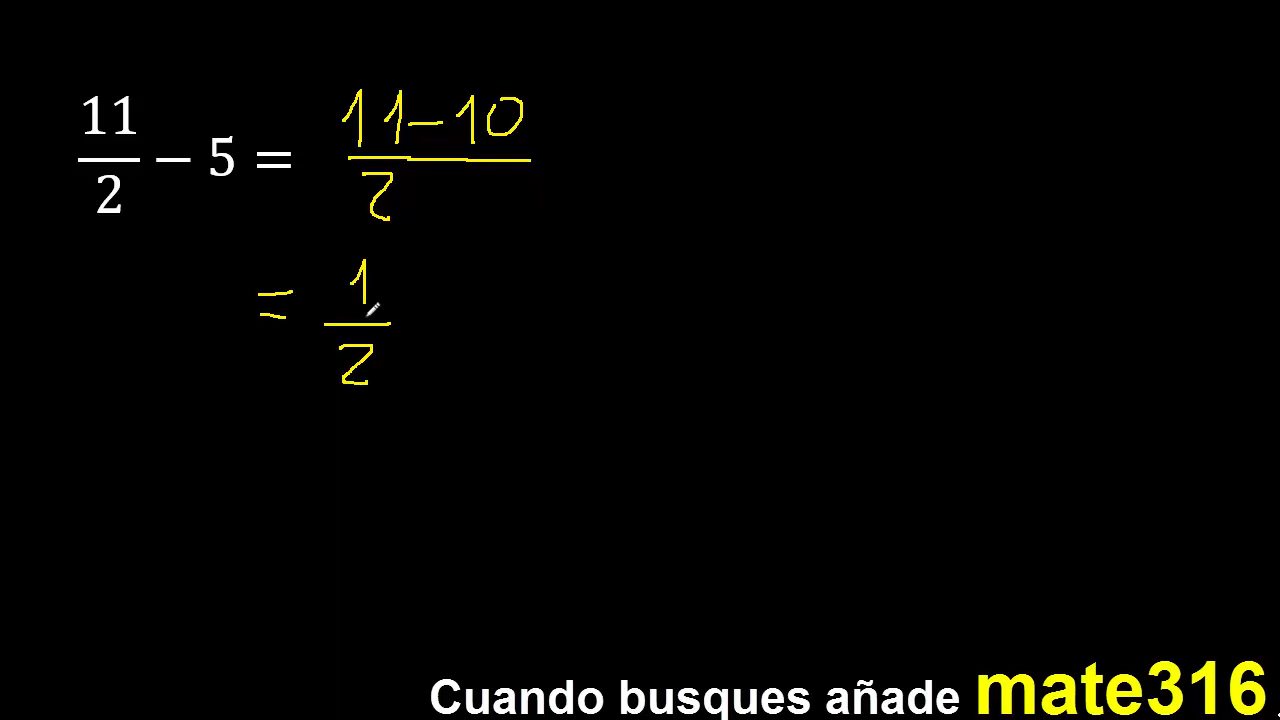 11/2 − 5 = 11−10/2
= 1/2
Cuando busques añade mate316